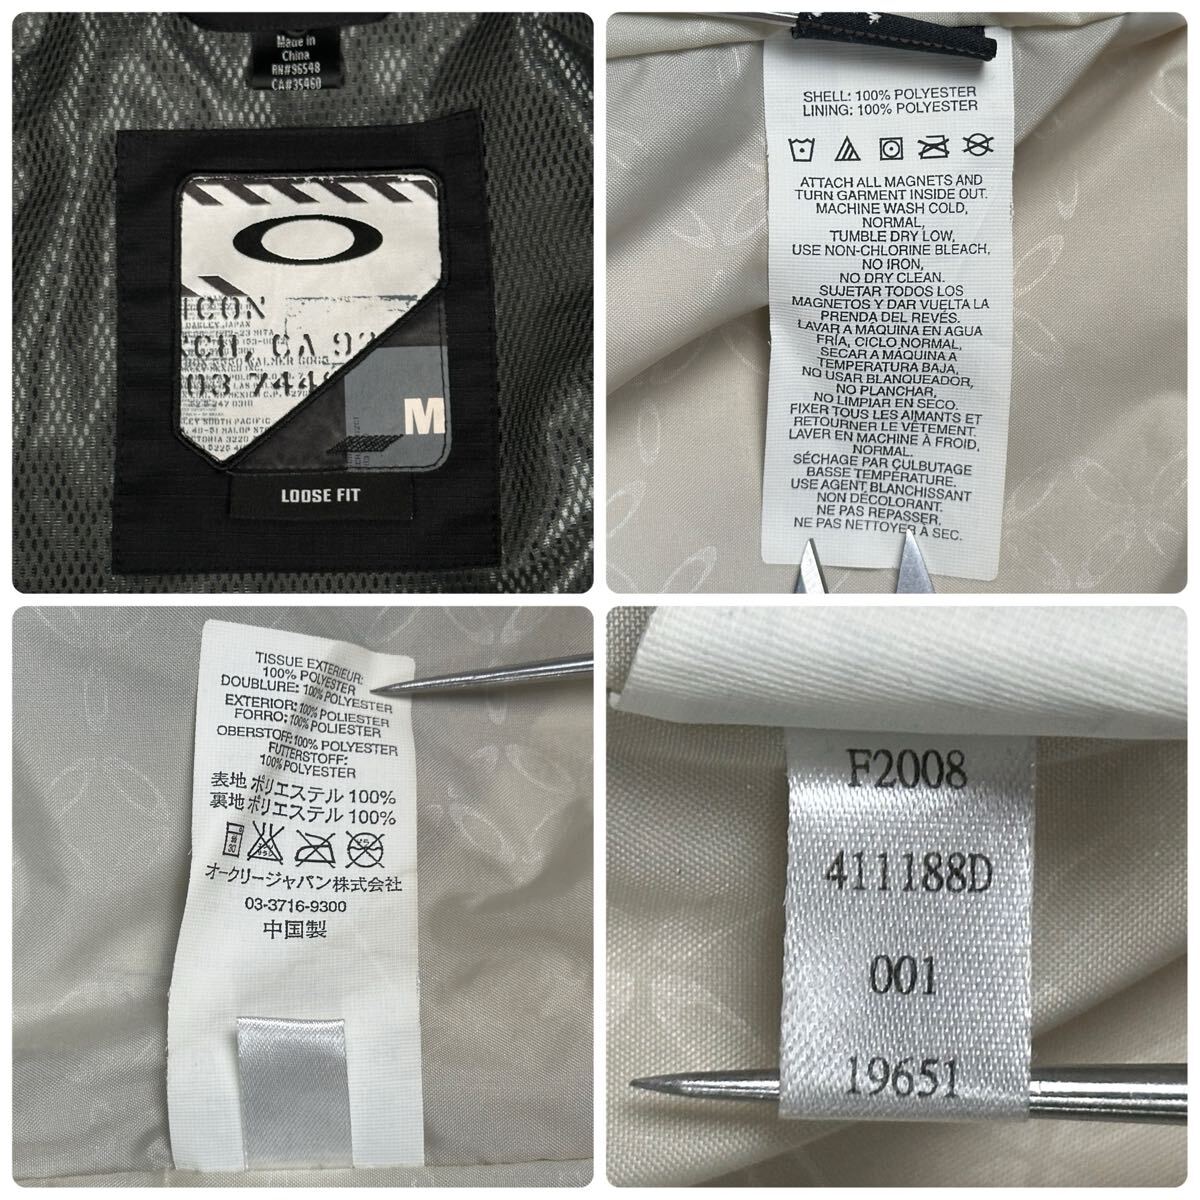 Made in
China
RN#96548
CA#35460
ICON
OAKLEY JAPAN
CH, CA 92
M
SOUTH PACIFIC
LOOSE FIT
SHELL: 100% POLYESTER
LINING: 100% POLYESTER
ATTACH ALL MAGNETS AND
TURN GARMENT INSIDE OUT.
MACHINE WASH COLD,
NORMAL,
TUMBLE DRY LOW,
USE NON-CHLORINE BLEACH,
NO IRON,
NO DRY CLEAN.
SUJETAR TODOS LOS
MAGNETOS Y DAR VUELTA LA
PRENDA DEL REVÉS.
LAVAR A MÁQUINA EN AGUA
FRÍA, CICLO NORMAL,
SECAR A MÁQUINA A
TEMPERATURA BAJA,
NO USAR BLANQUEADOR,
NO PLANCHAR,
NO LIMPIAR EN SECO.
FIXER TOUS LES AIMANTS ET
RETOURNER LE VÊTEMENT.
LAVER EN MACHINE À FROID,
NORMAL.
SÉCHAGE PAR CULBUTAGE
BASSE TEMPÉRATURE.
USE AGENT BLANCHISSANT
NON DÉCOLORANT.
NE PAS REPASSER,
NE PAS NETTOYER À SEC.
TISSUE EXTERIEUR:
100% POLYESTER
DOUBLURE: 100% POLYESTER
EXTERIOR: 100% POLIESTER
FORRO: 100% POLIESTER
OBERSTOFF: 100% POLYESTER
FUTTERSTOFF:
100% POLYESTER
表地 ポリエステル 100%
裏地 ポリエステル 100%
オークリージャパン株式会社
03-3716-9300
中国製
F2008
411188D
001
19651